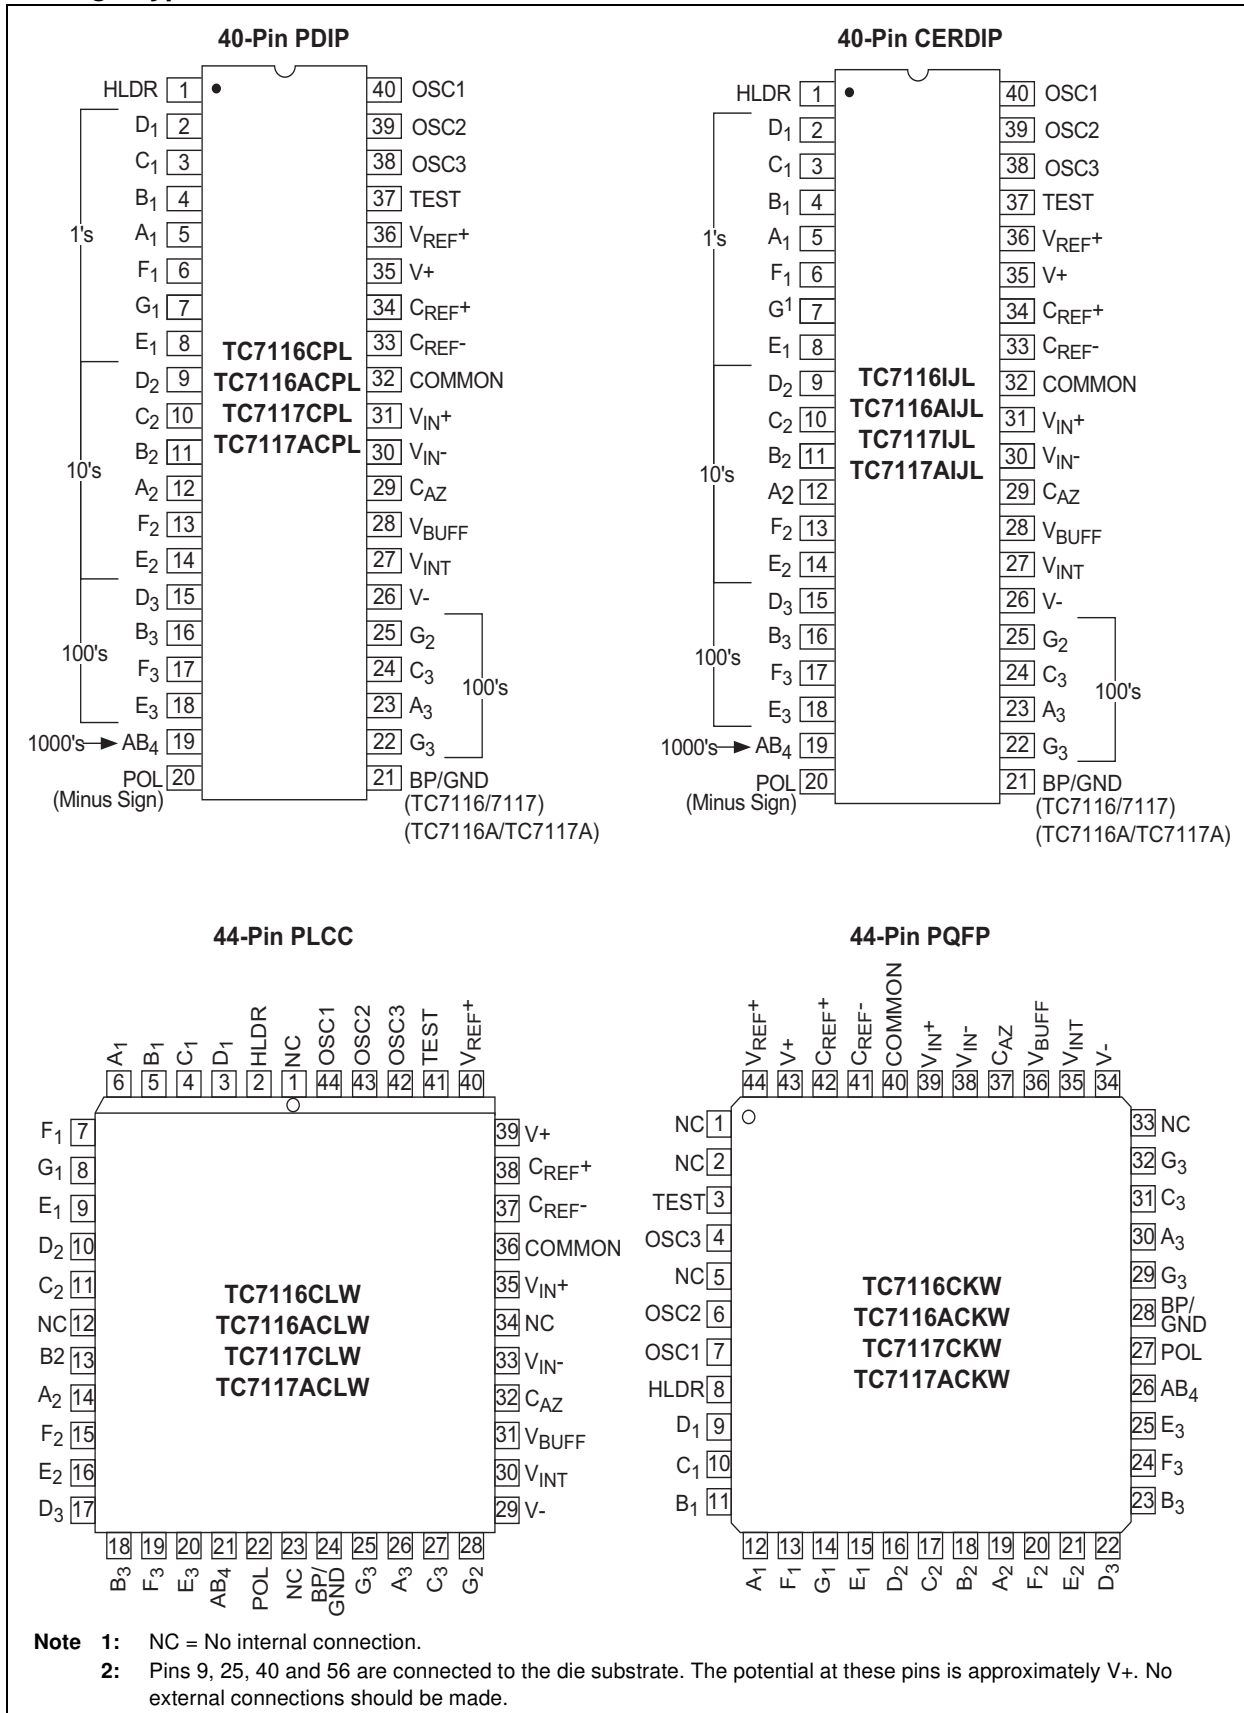 40-Pin PDIP
HLDR 1
D1 2
C1 3
B1 4
A1 5
F1 6
G1 7
E1 8
D2 9
C2 10
B2 11
A2 12
F2 13
E2 14
D3 15
B3 16
F3 17
E3 18
AB4 19
POL 20
(Minus Sign)
1's
10's
100's
1000's
TC7116CPL
TC7116ACPL
TC7117CPL
TC7117ACPL
40 OSC1
39 OSC2
38 OSC3
37 TEST
36 VREF+
35 V+
34 CREF+
33 CREF-
32 COMMON
31 VIN+
30 VIN-
29 CAZ
28 VBUFF
27 VINT
26 V-
25 G2
24 C3
23 A3
22 G3
21 BP/GND
(TC7116/7117)
(TC7116A/TC7117A)
100's
40-Pin CERDIP
HLDR 1
D1 2
C1 3
B1 4
A1 5
F1 6
G1 7
E1 8
D2 9
C2 10
B2 11
A2 12
F2 13
E2 14
D3 15
B3 16
F3 17
E3 18
AB4 19
POL 20
(Minus Sign)
1's
10's
100's
1000's
TC7116IJL
TC7116AIJL
TC7117IJL
TC7117AIJL
40 OSC1
39 OSC2
38 OSC3
37 TEST
36 VREF+
35 V+
34 CREF+
33 CREF-
32 COMMON
31 VIN+
30 VIN-
29 CAZ
28 VBUFF
27 VINT
26 V-
25 G2
24 C3
23 A3
22 G3
21 BP/GND
(TC7116/7117)
(TC7116A/TC7117A)
100's
44-Pin PLCC
A1 B1 C1 D1 HLDR NC OSC1 OSC2 OSC3 TEST VREF+
6 5 4 3 2 1 44 43 42 41 40
F1 7
G1 8
E1 9
D2 10
C2 11
NC 12
B2 13
A2 14
F2 15
E2 16
D3 17
TC7116CLW
TC7116ACLW
TC7117CLW
TC7117ACLW
39 V+
38 CREF+
37 CREF-
36 COMMON
35 VIN+
34 NC
33 VIN-
32 CAZ
31 VBUFF
30 VINT
29 V-
18 19 20 21 22 23 24 25 26 27 28
B3 F3 E3 AB4 POL NC BP/GND G3 A3 C3 G2
44-Pin PQFP
VREF+ V+ CREF+ CREF- COMMON VIN+ VIN- CAZ VBUFF VINT V-
44 43 42 41 40 39 38 37 36 35 34
NC 1
NC 2
TEST 3
OSC3 4
NC 5
OSC2 6
OSC1 7
HLDR 8
D1 9
C1 10
B1 11
TC7116CKW
TC7116ACKW
TC7117CKW
TC7117ACKW
33 NC
32 G3
31 C3
30 A3
29 G3
28 BP/
GND
27 POL
26 AB4
25 E3
24 F3
23 B3
12 13 14 15 16 17 18 19 20 21 22
A1 F1 G1 E1 D2 C2 B2 A2 F2 E2 D3
Note 1: NC = No internal connection.
2: Pins 9, 25, 40 and 56 are connected to the die substrate. The potential at these pins is approximately V+. No
external connections should be made.